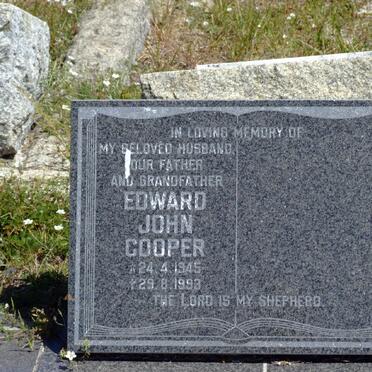 IN LOVING MEMORY OF
MY BELOVED HUSBAND,
OUR FATHER
AND GRANDFATHER
EDWARD
JOHN
COOPER
* 24.4.1945
† 29.8.1993
THE LORD IS MY SHEPHERD